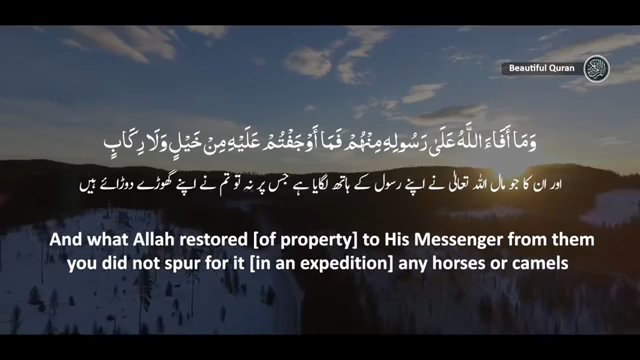 Beautiful Quran
وَمَا أَفَاءَ اللَّهُ عَلَىٰ رَسُولِهِ مِنْهُمْ فَمَا أَوْجَفْتُمْ عَلَيْهِ مِنْ خَيْلٍ وَلَا رِكَابٍ
اور ان کا جو مال اللہ تعالیٰ نے اپنے رسول کے ہاتھ لگایا ہے جس پر نہ تو تم نے اپنے گھوڑے دوڑائے ہیں
And what Allah restored [of property] to His Messenger from them
you did not spur for it [in an expedition] any horses or camels